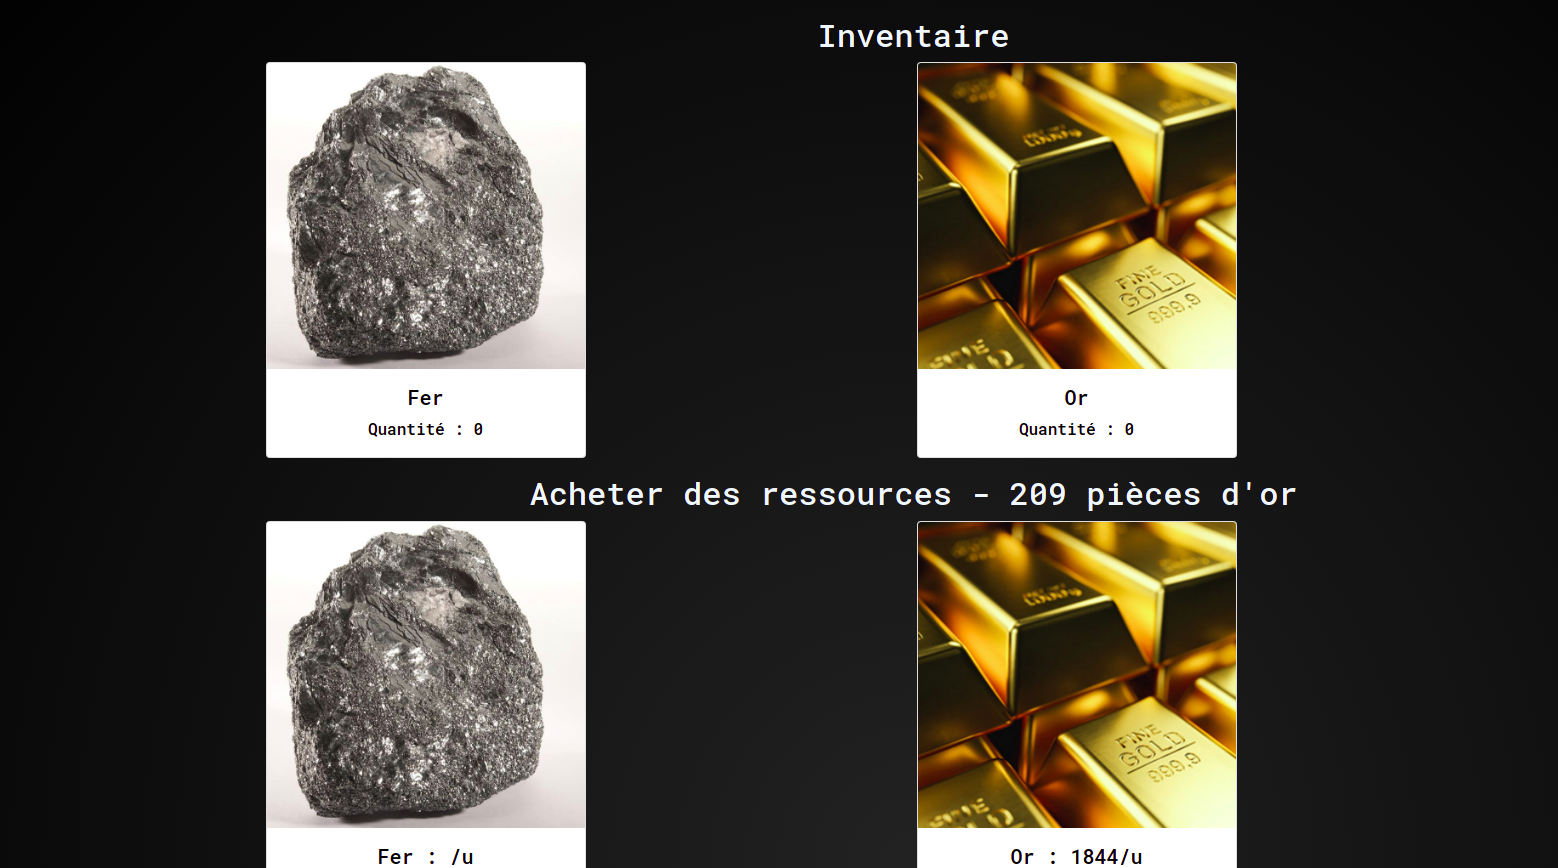 Inventaire
FINE
GOLD
999,9
Fer
Quantité : 0
Or
Quantité : 0
Acheter des ressources - 209 pièces d'or
FINE
GOLD
999,9
Fer : /u
Or : 1844/u